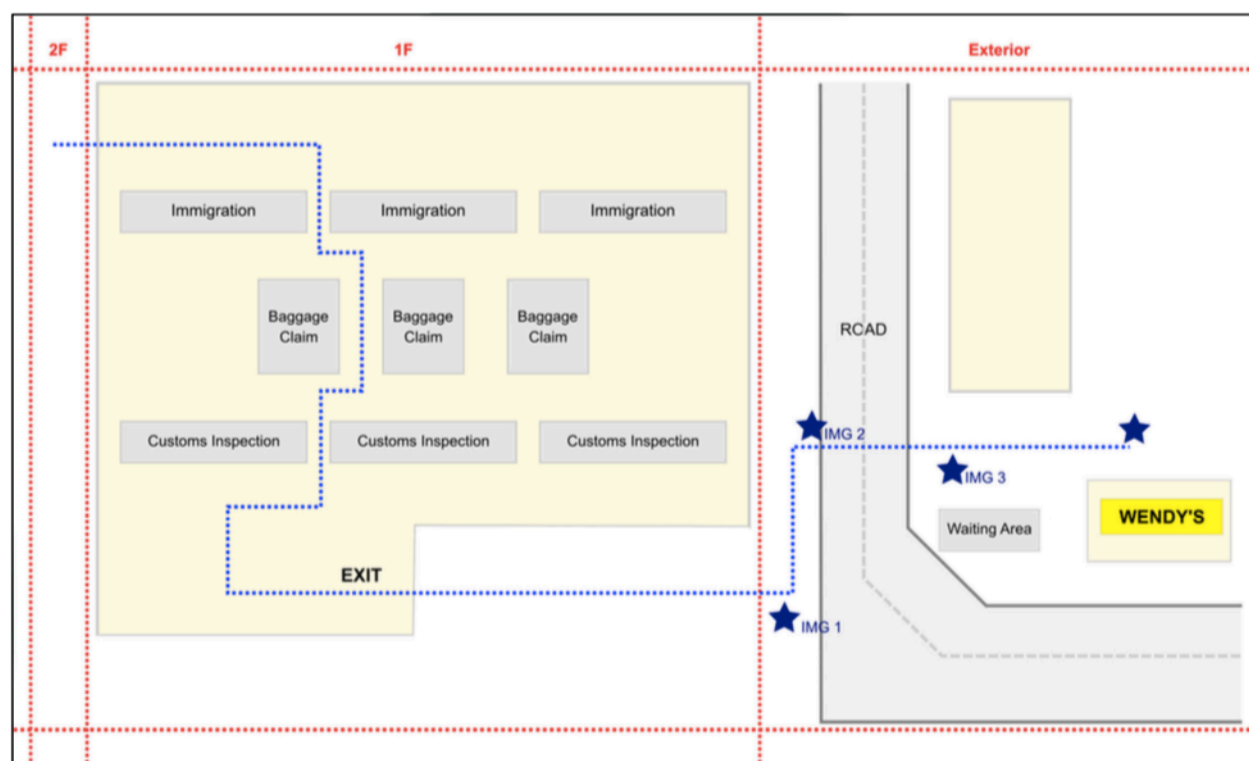 2F
1F
Exterior
Immigration
Immigration
Immigration
Baggage
Claim
Baggage
Claim
Baggage
Claim
ROAD
Customs Inspection
Customs Inspection
Customs Inspection
IMG 2
IMG 3
WENDY'S
Waiting Area
EXIT
IMG 1